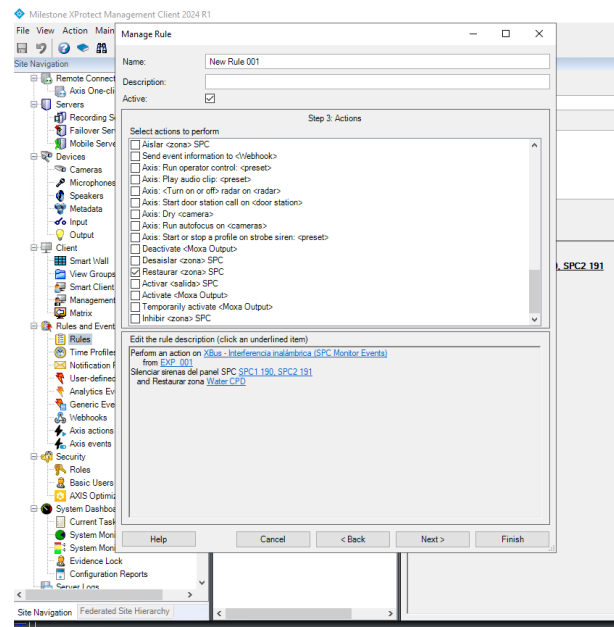 Milestone XProtect Management Client 2024 R1
File View Action Main
Manage Rule
Site Navigation
Remote Connect
Axis One-cli
Servers
Recording S
Failover Ser
Mobile Serve
Devices
Cameras
Microphones
Speakers
Metadata
Input
Output
Client
Smart Wall
View Groups
Smart Client
Management
Matrix
Rules and Event
Rules
Time Profiles
Notification F
User-defined
Analytics Ev
Generic Eve
Webhooks
Axis actions
Axis events
Security
Roles
Basic Users
AXIS Optimiz
System Dashboa
Current Task
System Moni
System Moni
Evidence Lock
Configuration Reports
Server Logs
Site Navigation Federated Site Hierarchy
Name: New Rule 001
Description:
Active:
Step 3: Actions
Select actions to perform
Aislar <zona> SPC
Send event information to <Webhook>
Axis: Run operator control: <preset>
Axis: Play audio clip: <preset>
Axis: <Turn on or off> radar on <radar>
Axis: Start door station call on <door station>
Axis: Dry <camera>
Axis: Run autofocus on <cameras>
Axis: Start or stop a profile on strobe siren: <preset>
Deactivate <Moxa Output>
Desaislar <zona> SPC
Restaurar <zona> SPC
Activar <salida> SPC
Activate <Moxa Output>
Temporarily activate <Moxa Output>
Inhibir <zona> SPC
Edit the rule description (click an underlined item)
Perform an action on XBus - Interferencia inalámbrica (SPC Monitor Events)
from EXP 001
Silenciar sirenas del panel SPC SPC1 190, SPC2 191
and Restaurar zona Water CPD
Help Cancel < Back Next > Finish
), SPC2 191